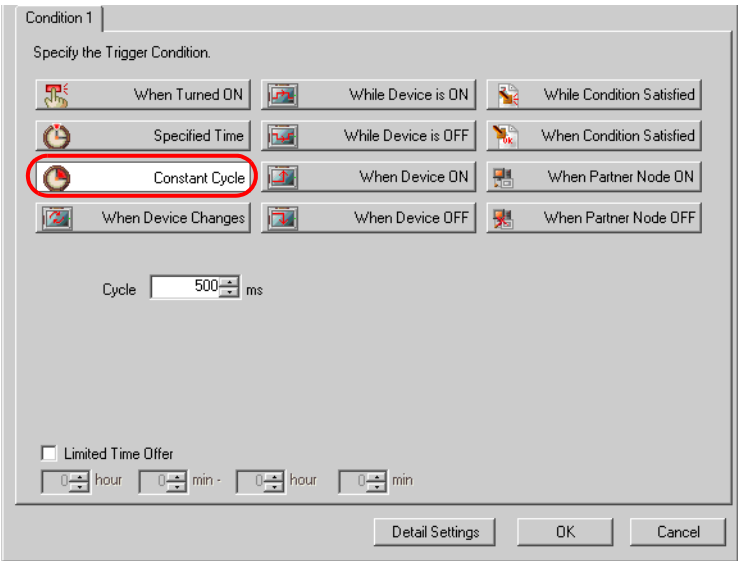 Condition 1
Specify the Trigger Condition.
When Turned ON While Device is ON While Condition Satisfied
Specified Time While Device is OFF When Condition Satisfied
Constant Cycle When Device ON When Partner Node ON
When Device Changes When Device OFF When Partner Node OFF
Cycle 500 ms
Limited Time Offer
0 hour 0 min - 0 hour 0 min
Detail Settings OK Cancel